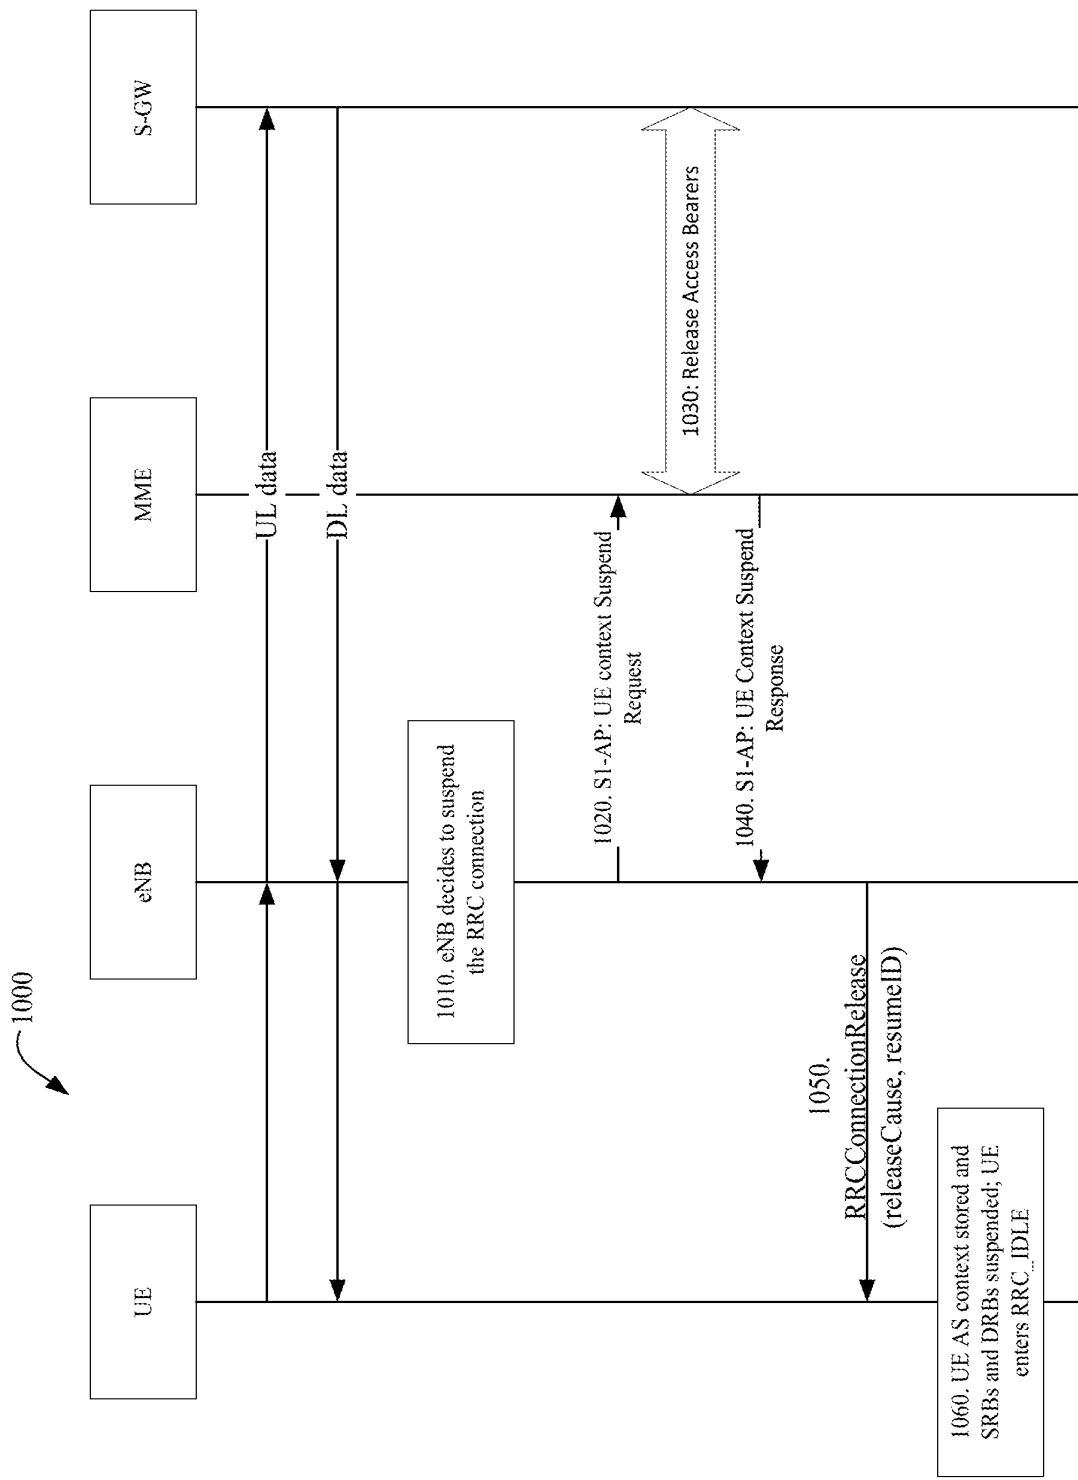 1000
UE
eNB
MME
S-GW
UL data
DL data
1010. eNB decides to suspend
the RRC connection
1020. S1-AP: UE context Suspend
Request
1030: Release Access Bearers
1040. S1-AP: UE Context Suspend
Response
1050.
RRCConnectionRelease
(releaseCause, resumeID)
1060. UE AS context stored and
SRBs and DRBs suspended; UE
enters RRC_IDLE